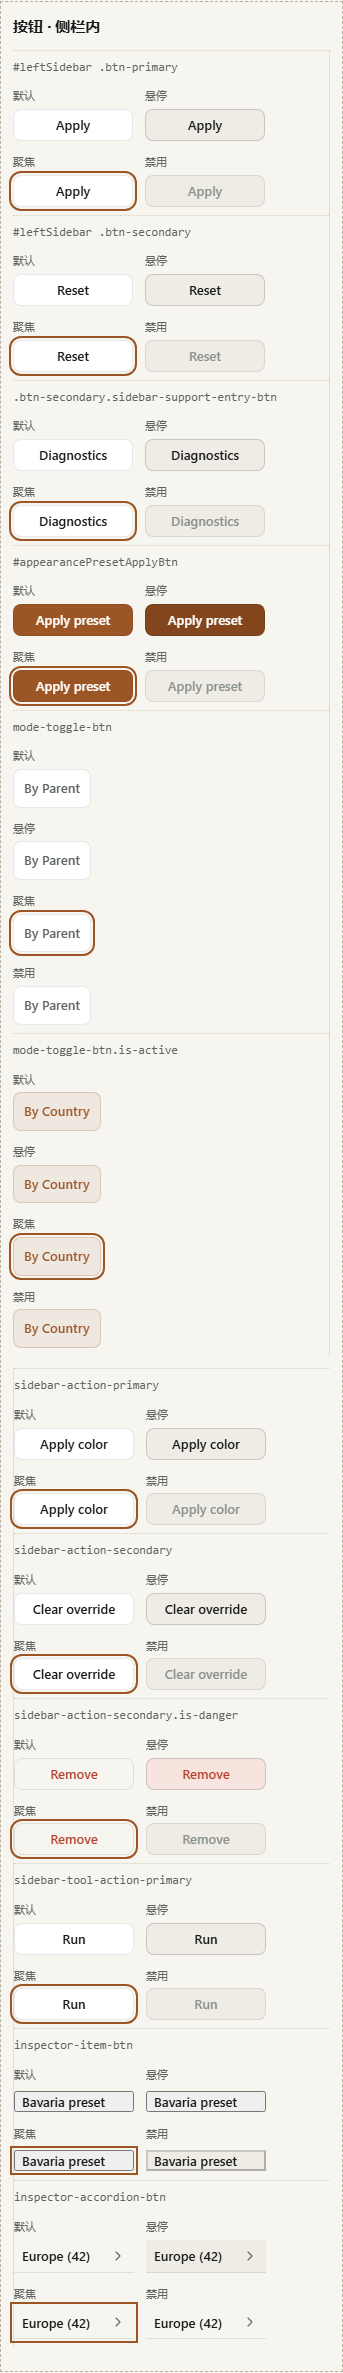 按钮 · 侧栏内
#leftSidebar .btn-primary
默认 悬停
Apply Apply
聚焦 禁用
Apply Apply
#leftSidebar .btn-secondary
默认 悬停
Reset Reset
聚焦 禁用
Reset Reset
.btn-secondary.sidebar-support-entry-btn
默认 悬停
Diagnostics Diagnostics
聚焦 禁用
Diagnostics Diagnostics
#appearancePresetApplyBtn
默认 悬停
Apply preset Apply preset
聚焦 禁用
Apply preset Apply preset
mode-toggle-btn
默认
By Parent
悬停
By Parent
聚焦
By Parent
禁用
By Parent
mode-toggle-btn.is-active
默认
By Country
悬停
By Country
聚焦
By Country
禁用
By Country
sidebar-action-primary
默认 悬停
Apply color Apply color
聚焦 禁用
Apply color Apply color
sidebar-action-secondary
默认 悬停
Clear override Clear override
聚焦 禁用
Clear override Clear override
sidebar-action-secondary.is-danger
默认 悬停
Remove Remove
聚焦 禁用
Remove Remove
sidebar-tool-action-primary
默认 悬停
Run Run
聚焦 禁用
Run Run
inspector-item-btn
默认 悬停
Bavaria preset Bavaria preset
聚焦 禁用
Bavaria preset Bavaria preset
inspector-accordion-btn
默认 悬停
Europe (42) Europe (42)
聚焦 禁用
Europe (42) Europe (42)